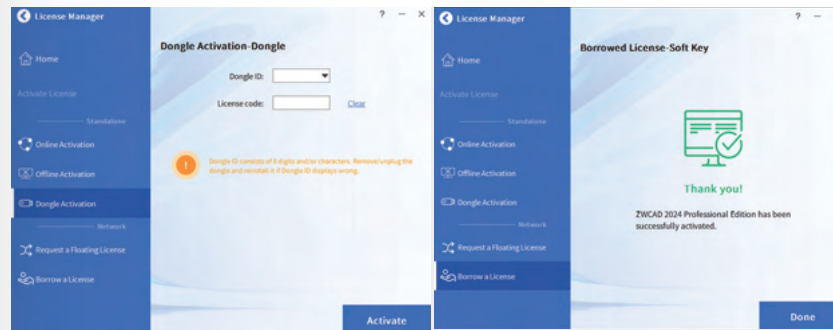 License Manager
? − ×
Dongle Activation-Dongle
Home
Dongle ID:
Activate License
License code:
Clear
Standalone
Online Activation
Dongle ID consists of 8 digits and/or characters. Remove/unplug the
dongle and reinstall it if Dongle ID displays wrong.
Offline Activation
Dongle Activation
Network
Request a Floating License
Borrow a License
Activate
License Manager
? −
Borrowed License-Soft Key
Home
Activate License
Standalone
Online Activation
Offline Activation
Thank you!
Dongle Activation
ZWCAD 2024 Professional Edition has been
successfully activated.
Network
Request a Floating License
Borrow a License
Done